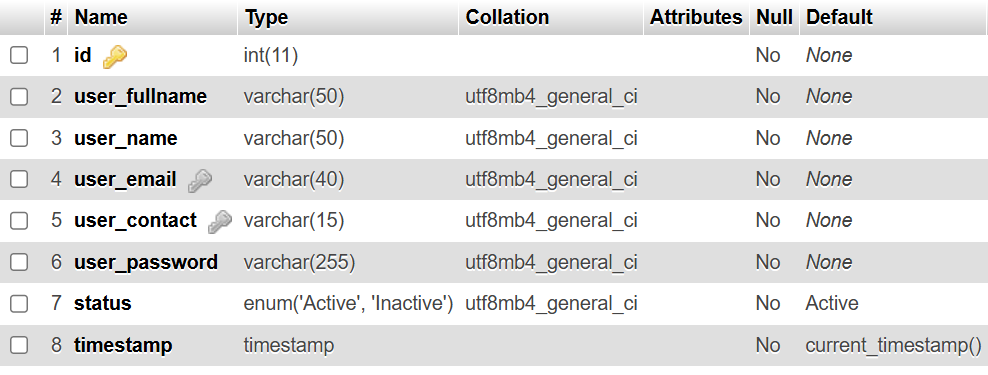 # Name Type Collation Attributes Null Default
1 id int(11) No None
2 user_fullname varchar(50) utf8mb4_general_ci No None
3 user_name varchar(50) utf8mb4_general_ci No None
4 user_email varchar(40) utf8mb4_general_ci No None
5 user_contact varchar(15) utf8mb4_general_ci No None
6 user_password varchar(255) utf8mb4_general_ci No None
7 status enum('Active', 'Inactive') utf8mb4_general_ci No Active
8 timestamp timestamp No current_timestamp()